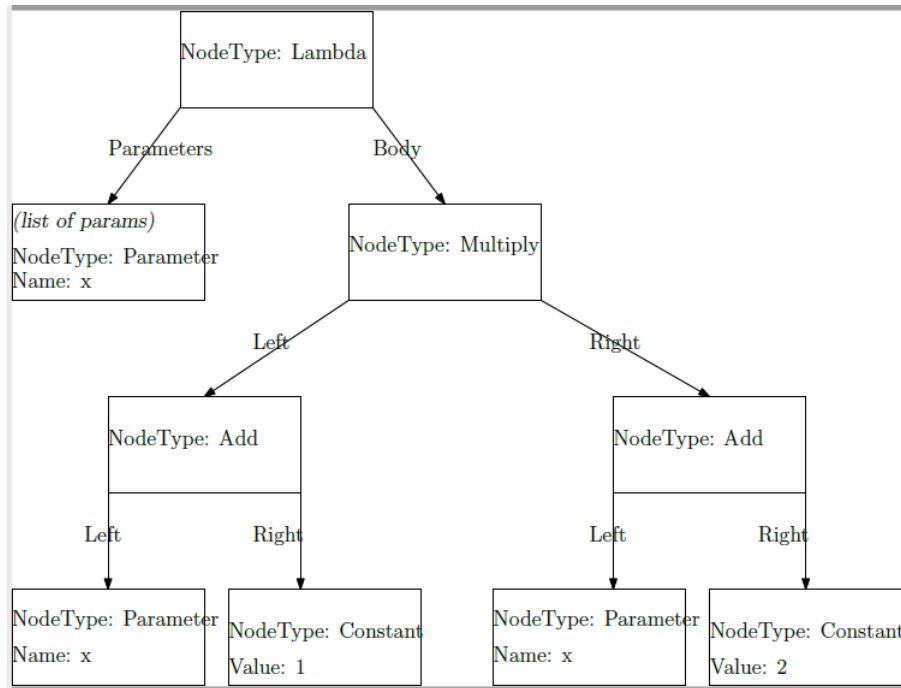 NodeType: Lambda
Parameters
Body
(list of params)
NodeType: Parameter
Name: x
NodeType: Multiply
Left
Right
NodeType: Add
NodeType: Add
Left
Right
Left
Right
NodeType: Parameter
Name: x
NodeType: Constant
Value: 1
NodeType: Parameter
Name: x
NodeType: Constant
Value: 2